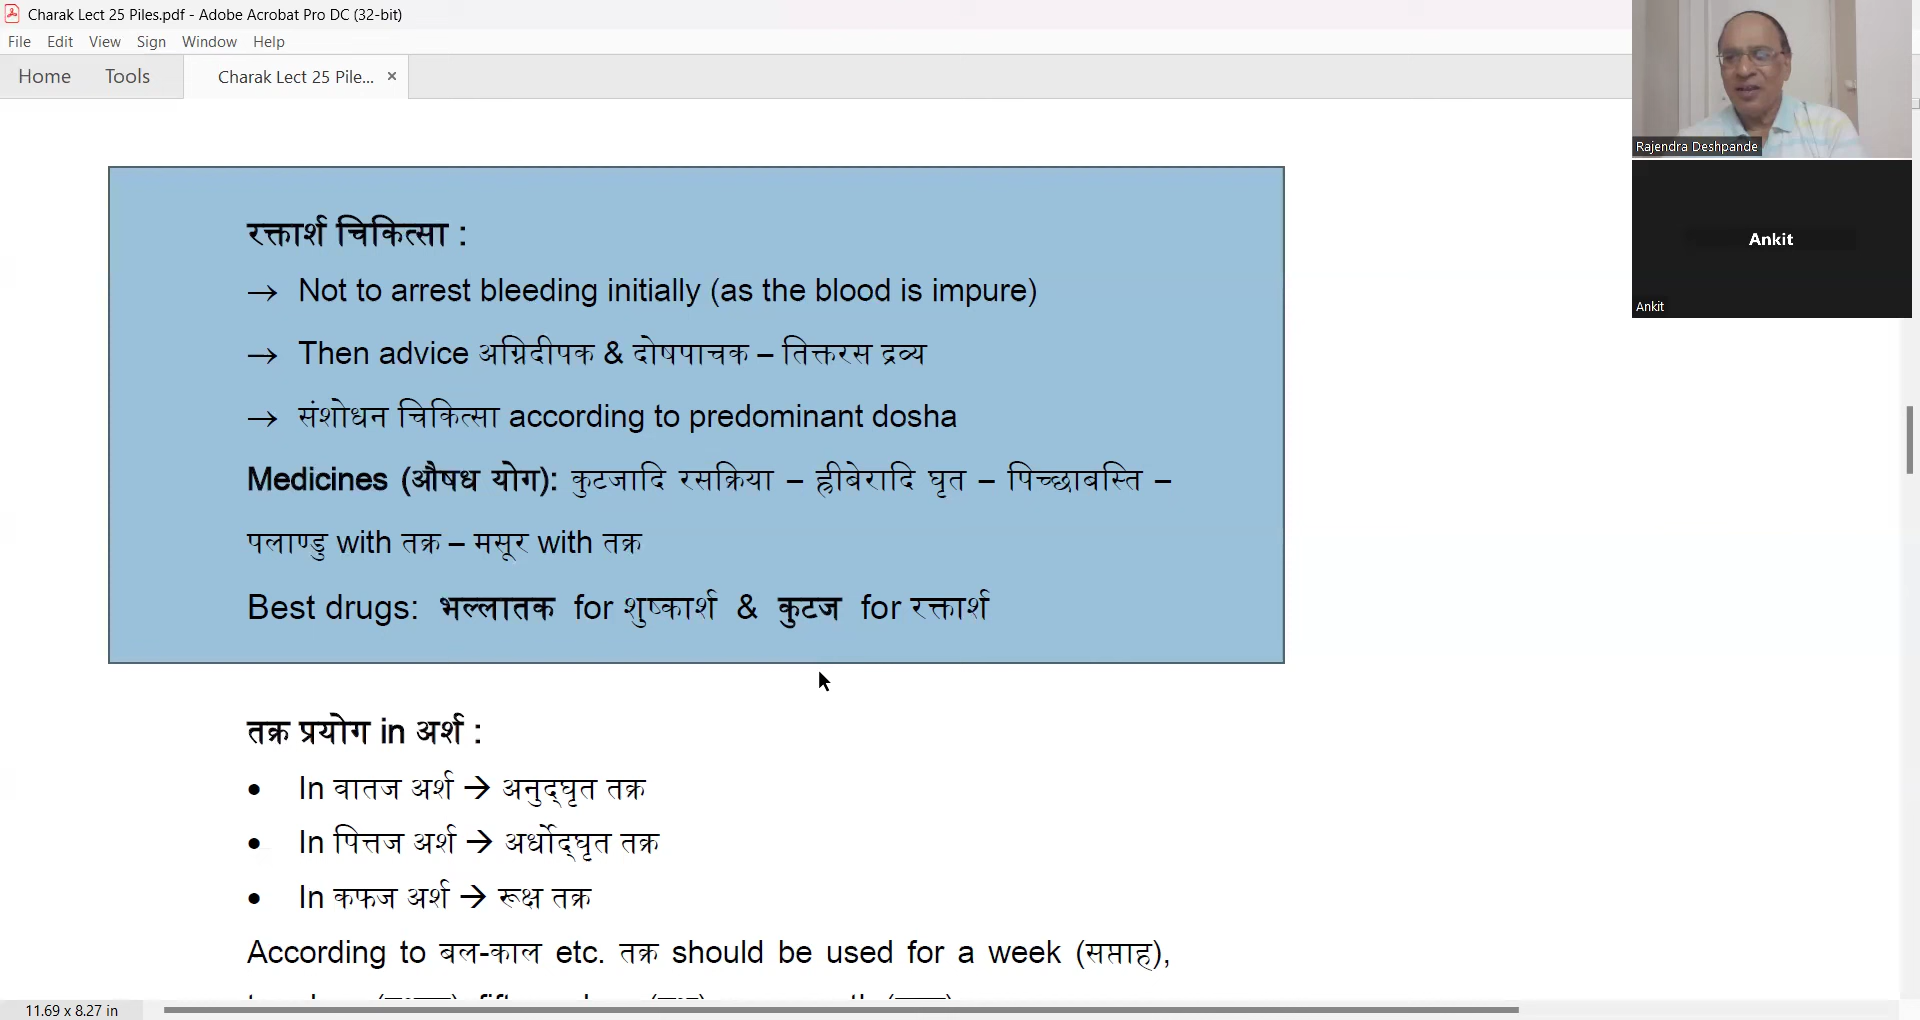 Charak Lect 25 Piles.pdf - Adobe Acrobat Pro DC (32-bit)
File Edit View Sign Window Help
Home Tools Charak Lect 25 Pile... ×
Rajendra Deshpande
Ankit
Ankit
रक्तार्श चिकित्सा :
→ Not to arrest bleeding initially (as the blood is impure)
→ Then advice अग्निदीपक & दोषपाचक – तिक्तरस द्रव्य
→ संशोधन चिकित्सा according to predominant dosha
Medicines (औषध योग): कुटजादि रसक्रिया – ह्रीबेरादि घृत – पिच्छाबस्ति –
पलाण्डु with तक्र – मसूर with तक्र
Best drugs: भल्लातक for शुष्कार्श & कुटज for रक्तार्श
तक्र प्रयोग in अर्श :
• In वातज अर्श → अनुद्घृत तक्र
• In पित्तज अर्श → अर्धोद्घृत तक्र
• In कफज अर्श → रूक्ष तक्र
According to बल-काल etc. तक्र should be used for a week (सप्ताह),
11.69 x 8.27 in